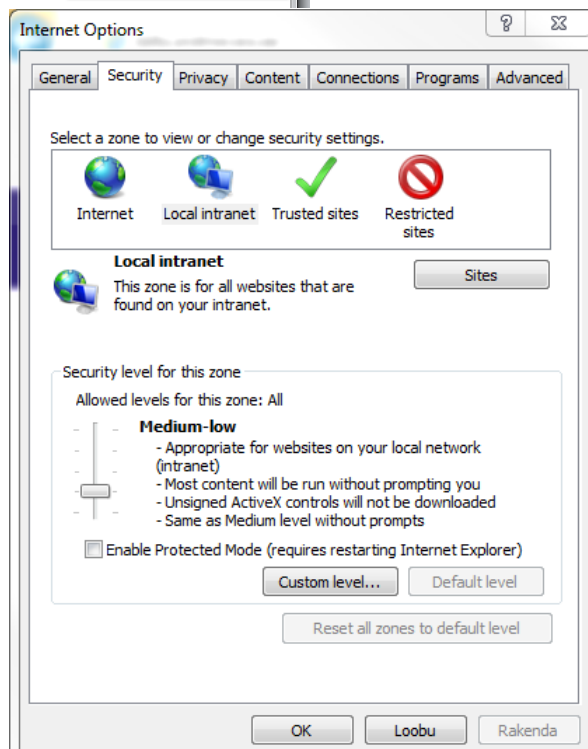 Internet Options
General Security Privacy Content Connections Programs Advanced
Select a zone to view or change security settings.
Internet Local intranet Trusted sites Restricted
sites
Local intranet
Sites
This zone is for all websites that are
found on your intranet.
Security level for this zone
Allowed levels for this zone: All
Medium-low
- Appropriate for websites on your local network
(intranet)
- Most content will be run without prompting you
- Unsigned ActiveX controls will not be downloaded
- Same as Medium level without prompts
Enable Protected Mode (requires restarting Internet Explorer)
Custom level... Default level
Reset all zones to default level
OK Loobu Rakenda